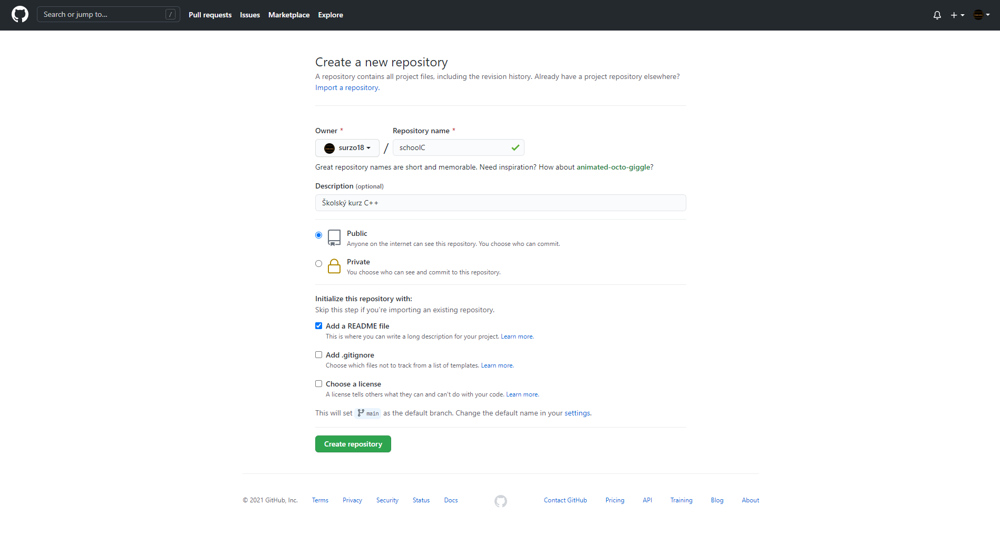 Search or jump to... /
Pull requests Issues Marketplace Explore
Create a new repository
A repository contains all project files, including the revision history. Already have a project repository elsewhere?
Import a repository.
Owner * Repository name *
surzo18 / schoolC
Great repository names are short and memorable. Need inspiration? How about animated-octo-giggle?
Description (optional)
Školský kurz C++
Public
Anyone on the internet can see this repository. You choose who can commit.
Private
You choose who can see and commit to this repository.
Initialize this repository with:
Skip this step if you’re importing an existing repository.
Add a README file
This is where you can write a long description for your project. Learn more.
Add .gitignore
Choose which files not to track from a list of templates. Learn more.
Choose a license
A license tells others what they can and can't do with your code. Learn more.
This will set main as the default branch. Change the default name in your settings.
Create repository
© 2021 GitHub, Inc. Terms Privacy Security Status Docs Contact GitHub Pricing API Training Blog About